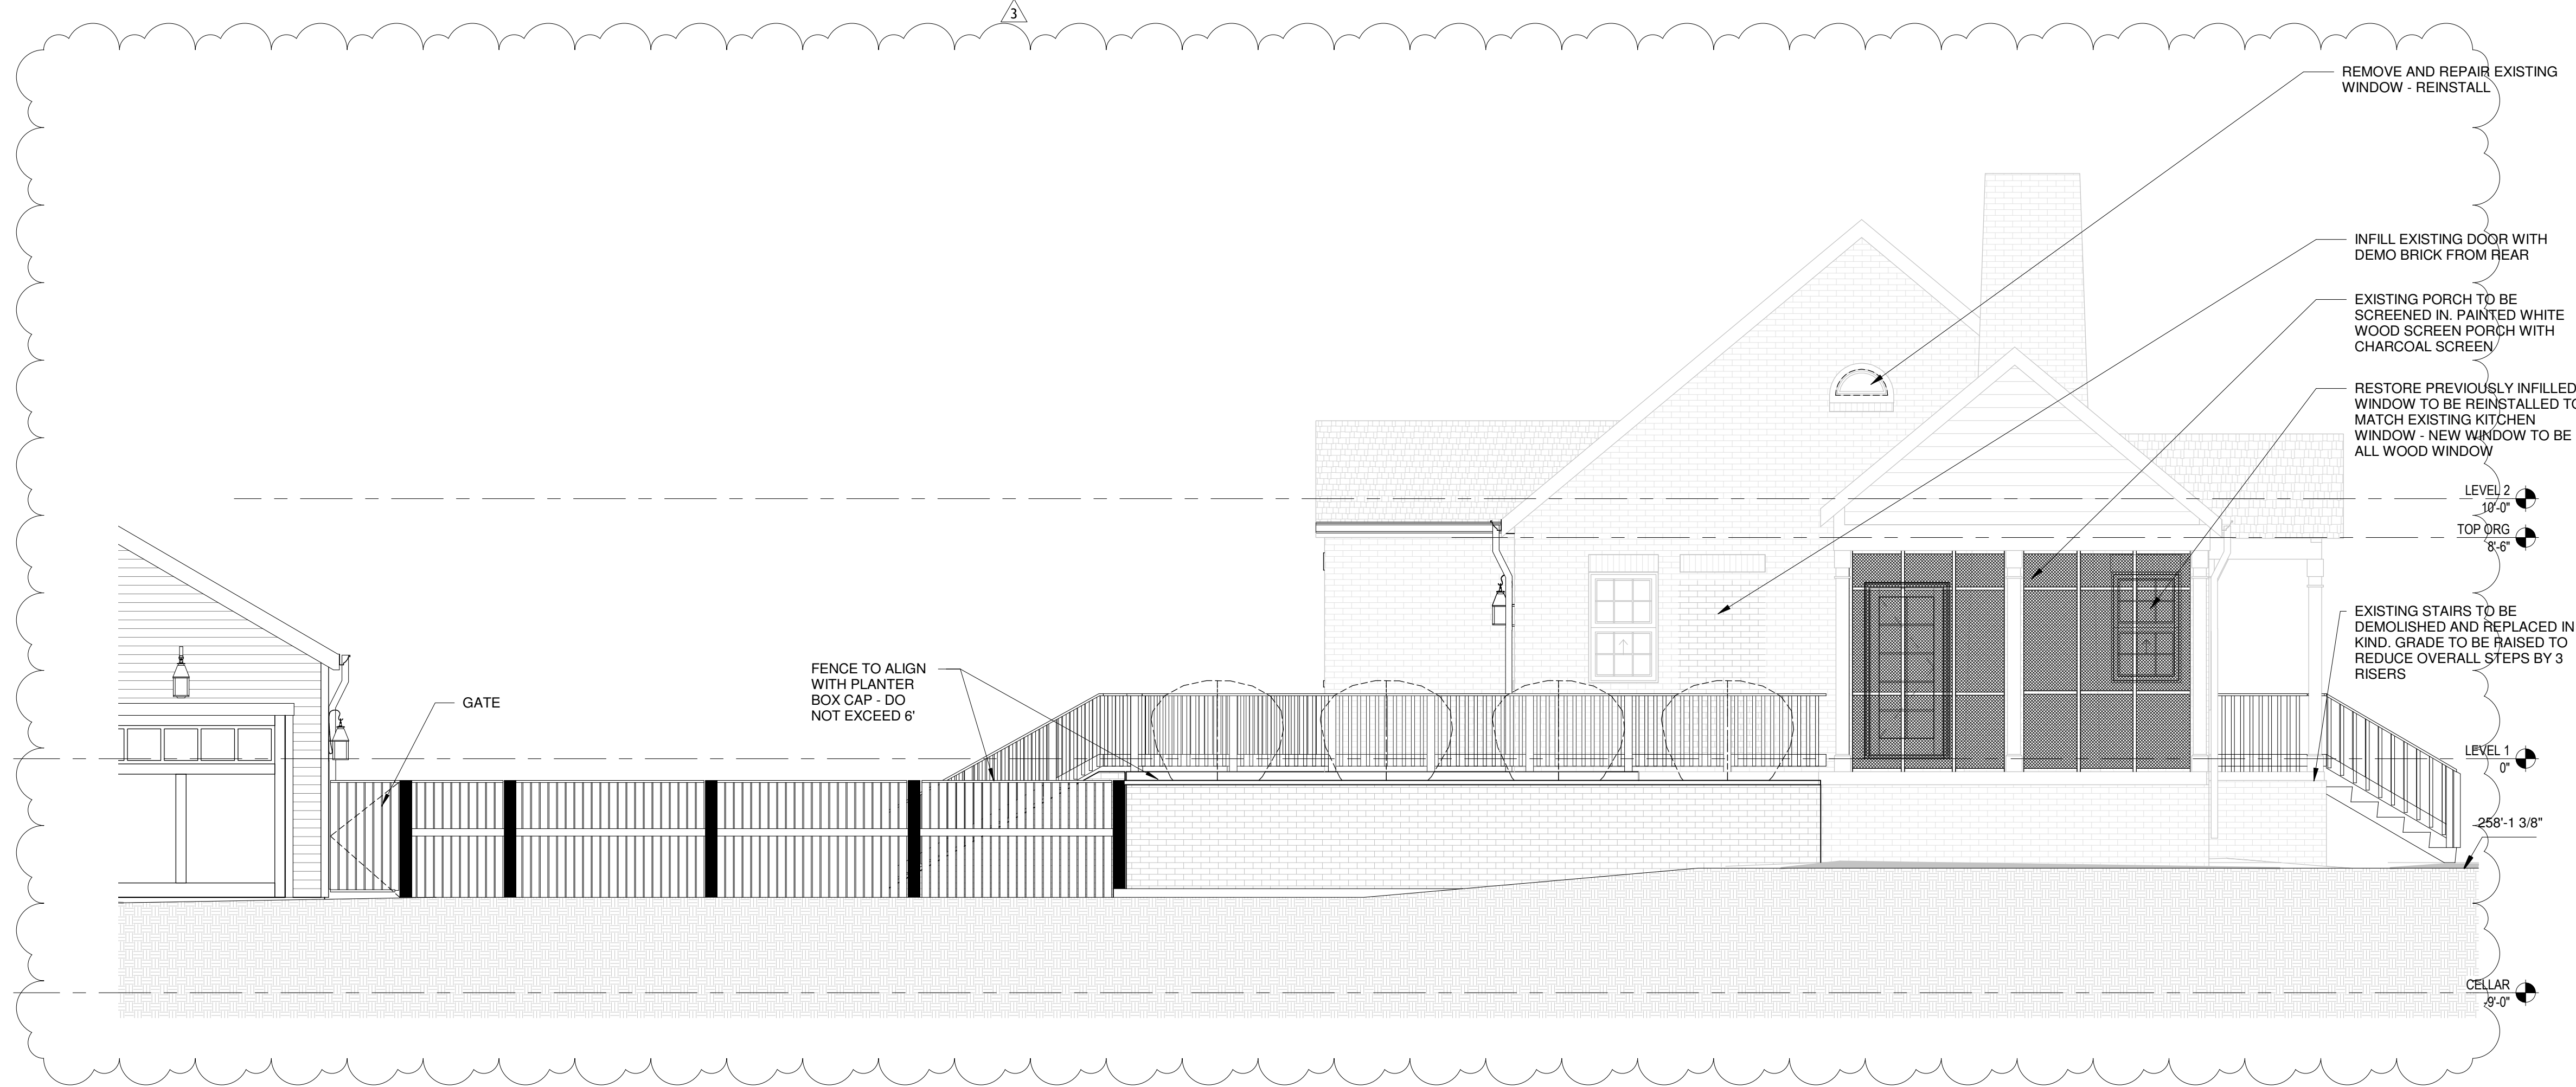 3
REMOVE AND REPAIR EXISTING
WINDOW - REINSTALL
INFILL EXISTING DOOR WITH
DEMO BRICK FROM REAR
EXISTING PORCH TO BE
SCREENED IN. PAINTED WHITE
WOOD SCREEN PORCH WITH
CHARCOAL SCREEN
RESTORE PREVIOUSLY INFILLED
WINDOW TO BE REINSTALLED TO
MATCH EXISTING KITCHEN
WINDOW - NEW WINDOW TO BE
ALL WOOD WINDOW
LEVEL 2
10'-0"
TOP ORG
8'-6"
EXISTING STAIRS TO BE
DEMOLISHED AND REPLACED IN
KIND. GRADE TO BE RAISED TO
REDUCE OVERALL STEPS BY 3
RISERS
FENCE TO ALIGN
WITH PLANTER
BOX CAP - DO
NOT EXCEED 6'
GATE
LEVEL 1
0"
258'-1 3/8"
CELLAR
-9'-0"